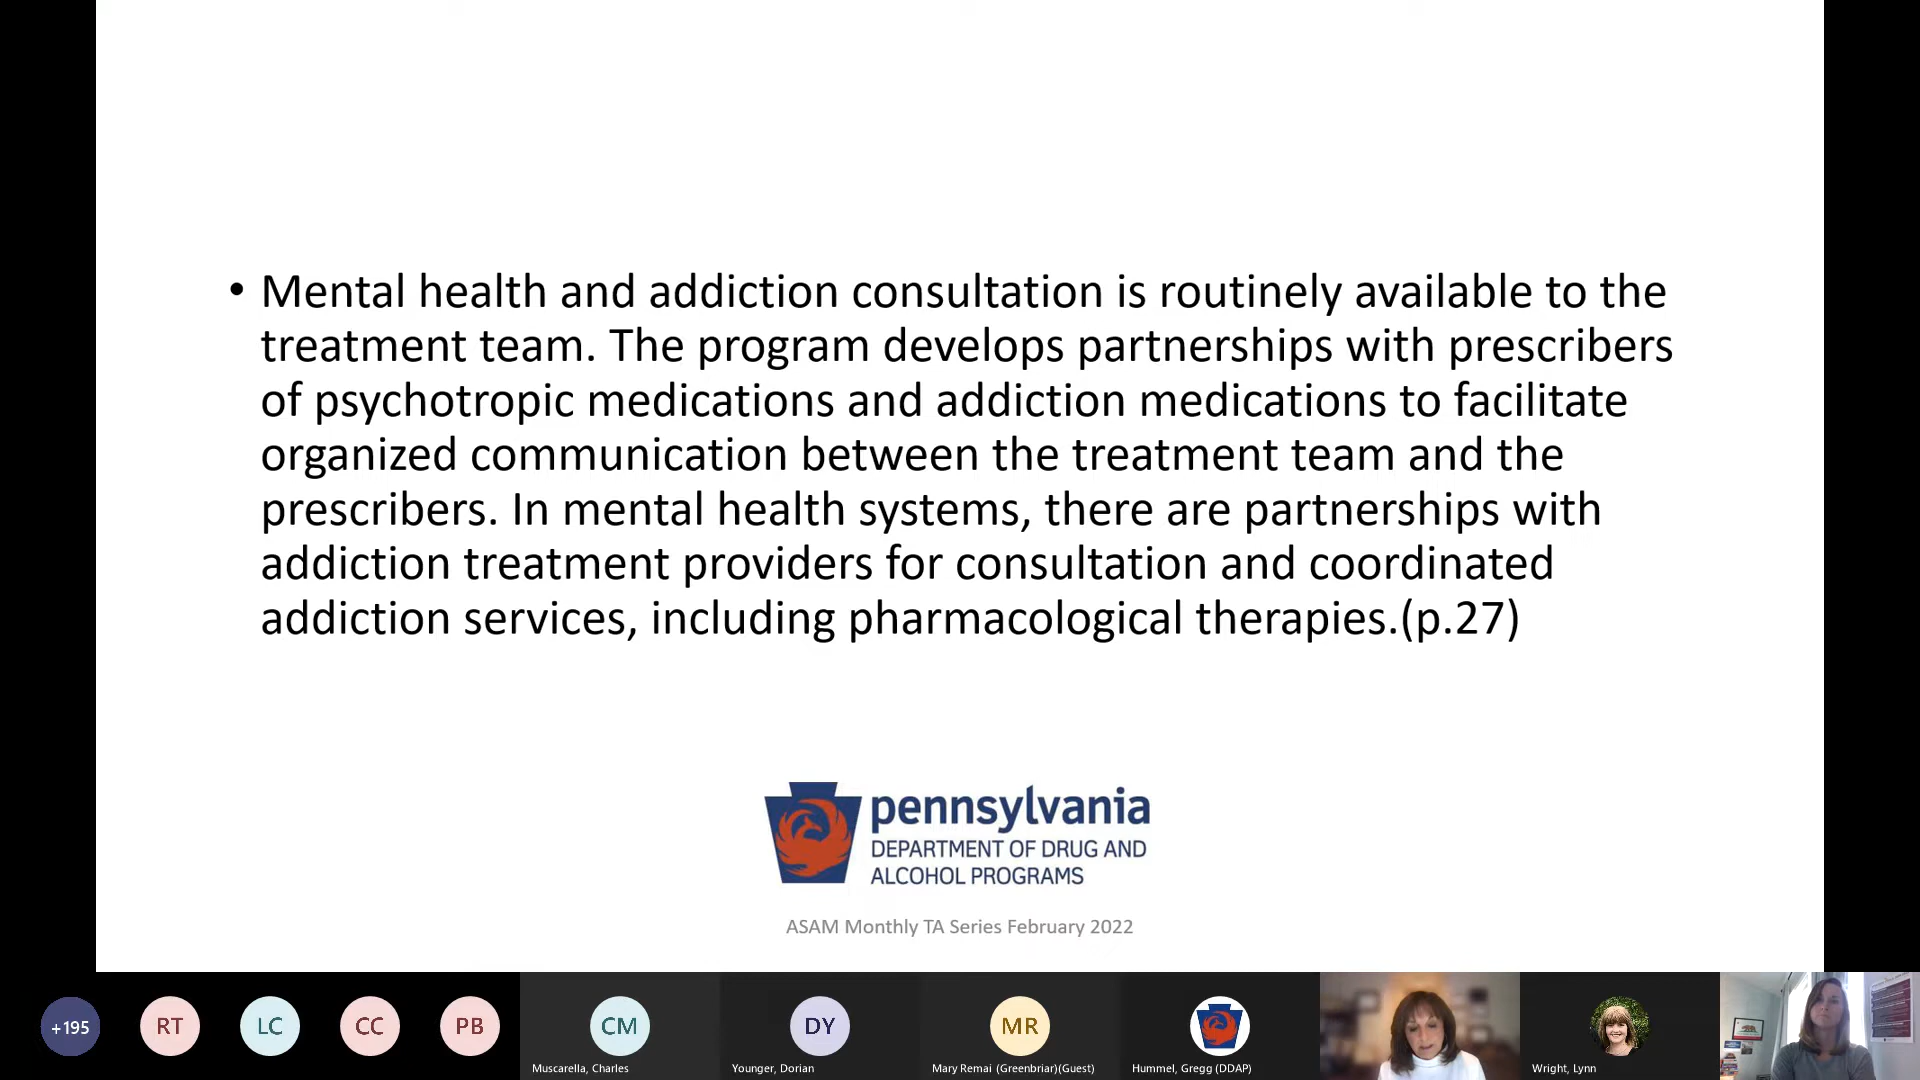 • Mental health and addiction consultation is routinely available to the
treatment team. The program develops partnerships with prescribers
of psychotropic medications and addiction medications to facilitate
organized communication between the treatment team and the
prescribers. In mental health systems, there are partnerships with
addiction treatment providers for consultation and coordinated
addiction services, including pharmacological therapies.(p.27)
pennsylvania
DEPARTMENT OF DRUG AND
ALCOHOL PROGRAMS
ASAM Monthly TA Series February 2022
+195
RT
LC
CC
PB
CM
DY
MR
Muscarella, Charles
Younger, Dorian
Mary Remai (Greenbriar)(Guest)
Hummel, Gregg (DDAP)
Wright, Lynn